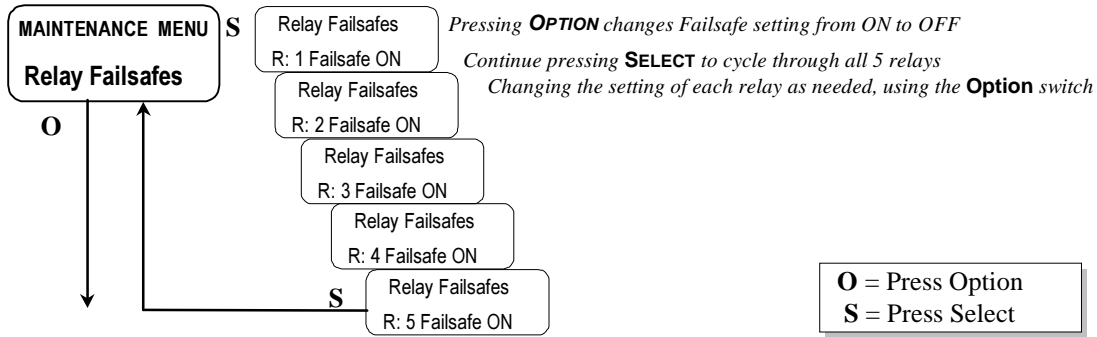 MAINTENANCE MENU
Relay Failsafes
S
Relay Failsafes
R: 1 Failsafe ON
Pressing OPTION changes Failsafe setting from ON to OFF
Continue pressing SELECT to cycle through all 5 relays
Changing the setting of each relay as needed, using the Option switch
O
Relay Failsafes
R: 2 Failsafe ON
Relay Failsafes
R: 3 Failsafe ON
Relay Failsafes
R: 4 Failsafe ON
S
Relay Failsafes
R: 5 Failsafe ON
O = Press Option
S = Press Select